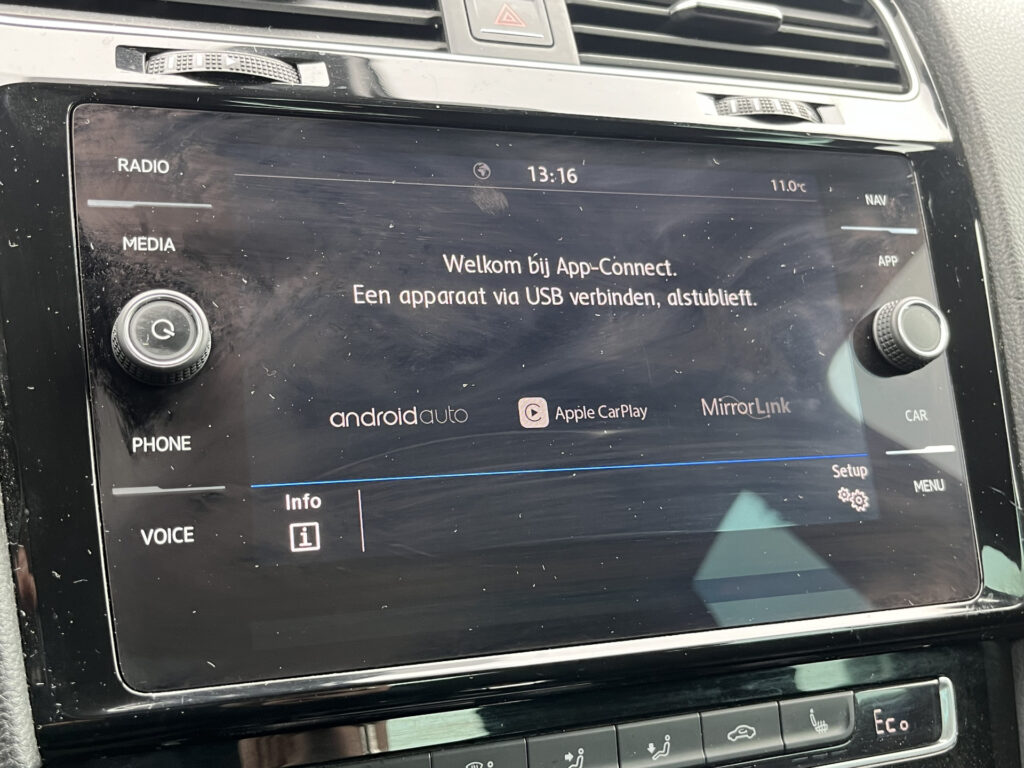 RADIO
MEDIA
PHONE
VOICE
13:16
11.0°c
Welkom bij App-Connect.
Een apparaat via USB verbinden, alstublieft.
androidauto
Apple CarPlay
MirrorLink
Info
i
Setup
NAV
APP
CAR
MENU
Eco